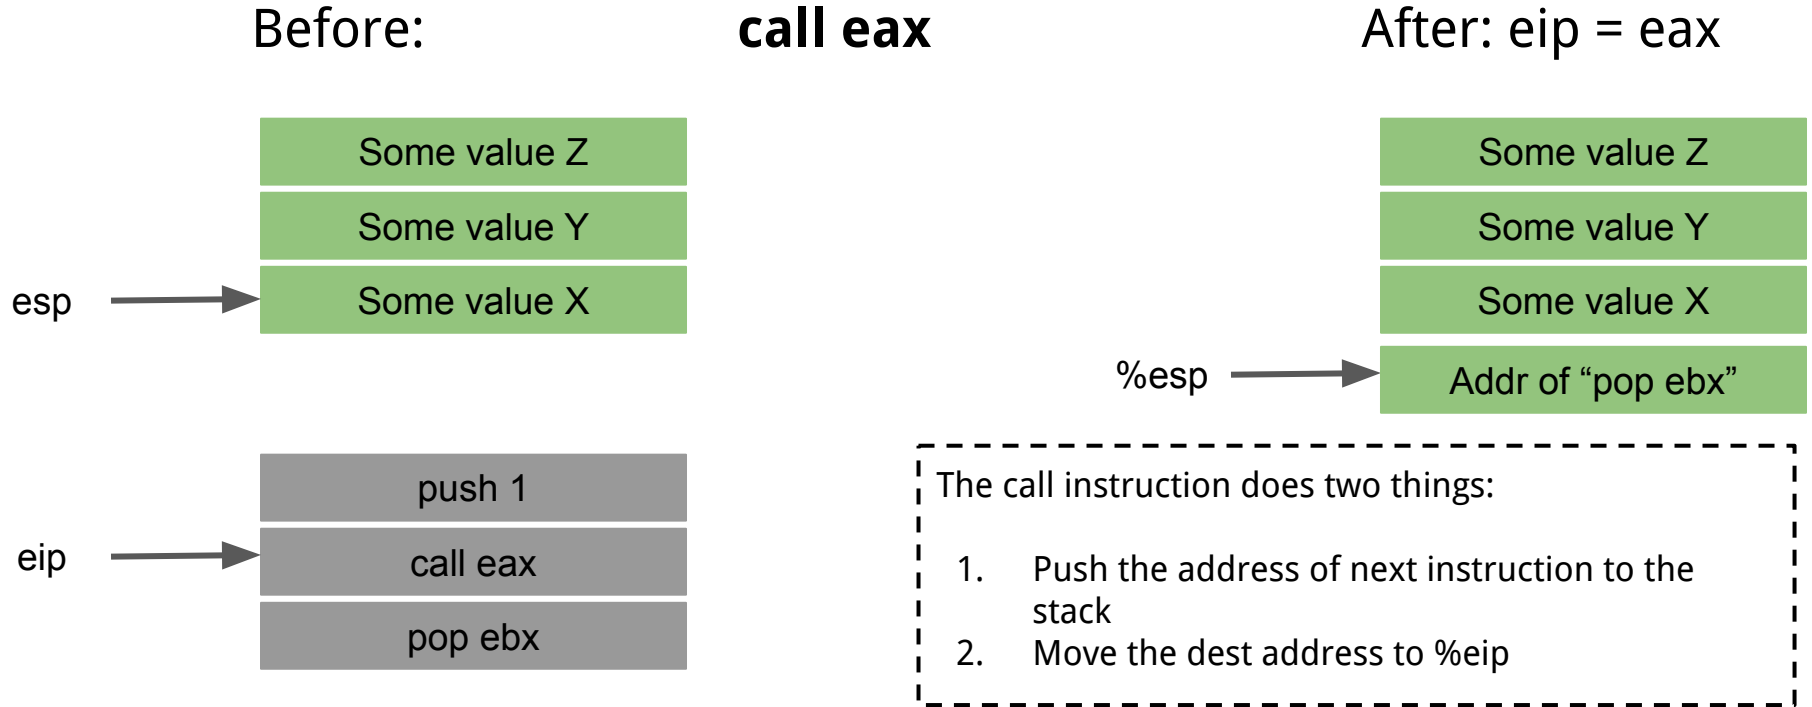 Before:
call eax
After: eip = eax
Some value Z
Some value Y
esp
Some value X
Some value Z
Some value Y
Some value X
%esp
Addr of “pop ebx”
push 1
eip
call eax
pop ebx
The call instruction does two things:
1. Push the address of next instruction to the
stack
2. Move the dest address to %eip